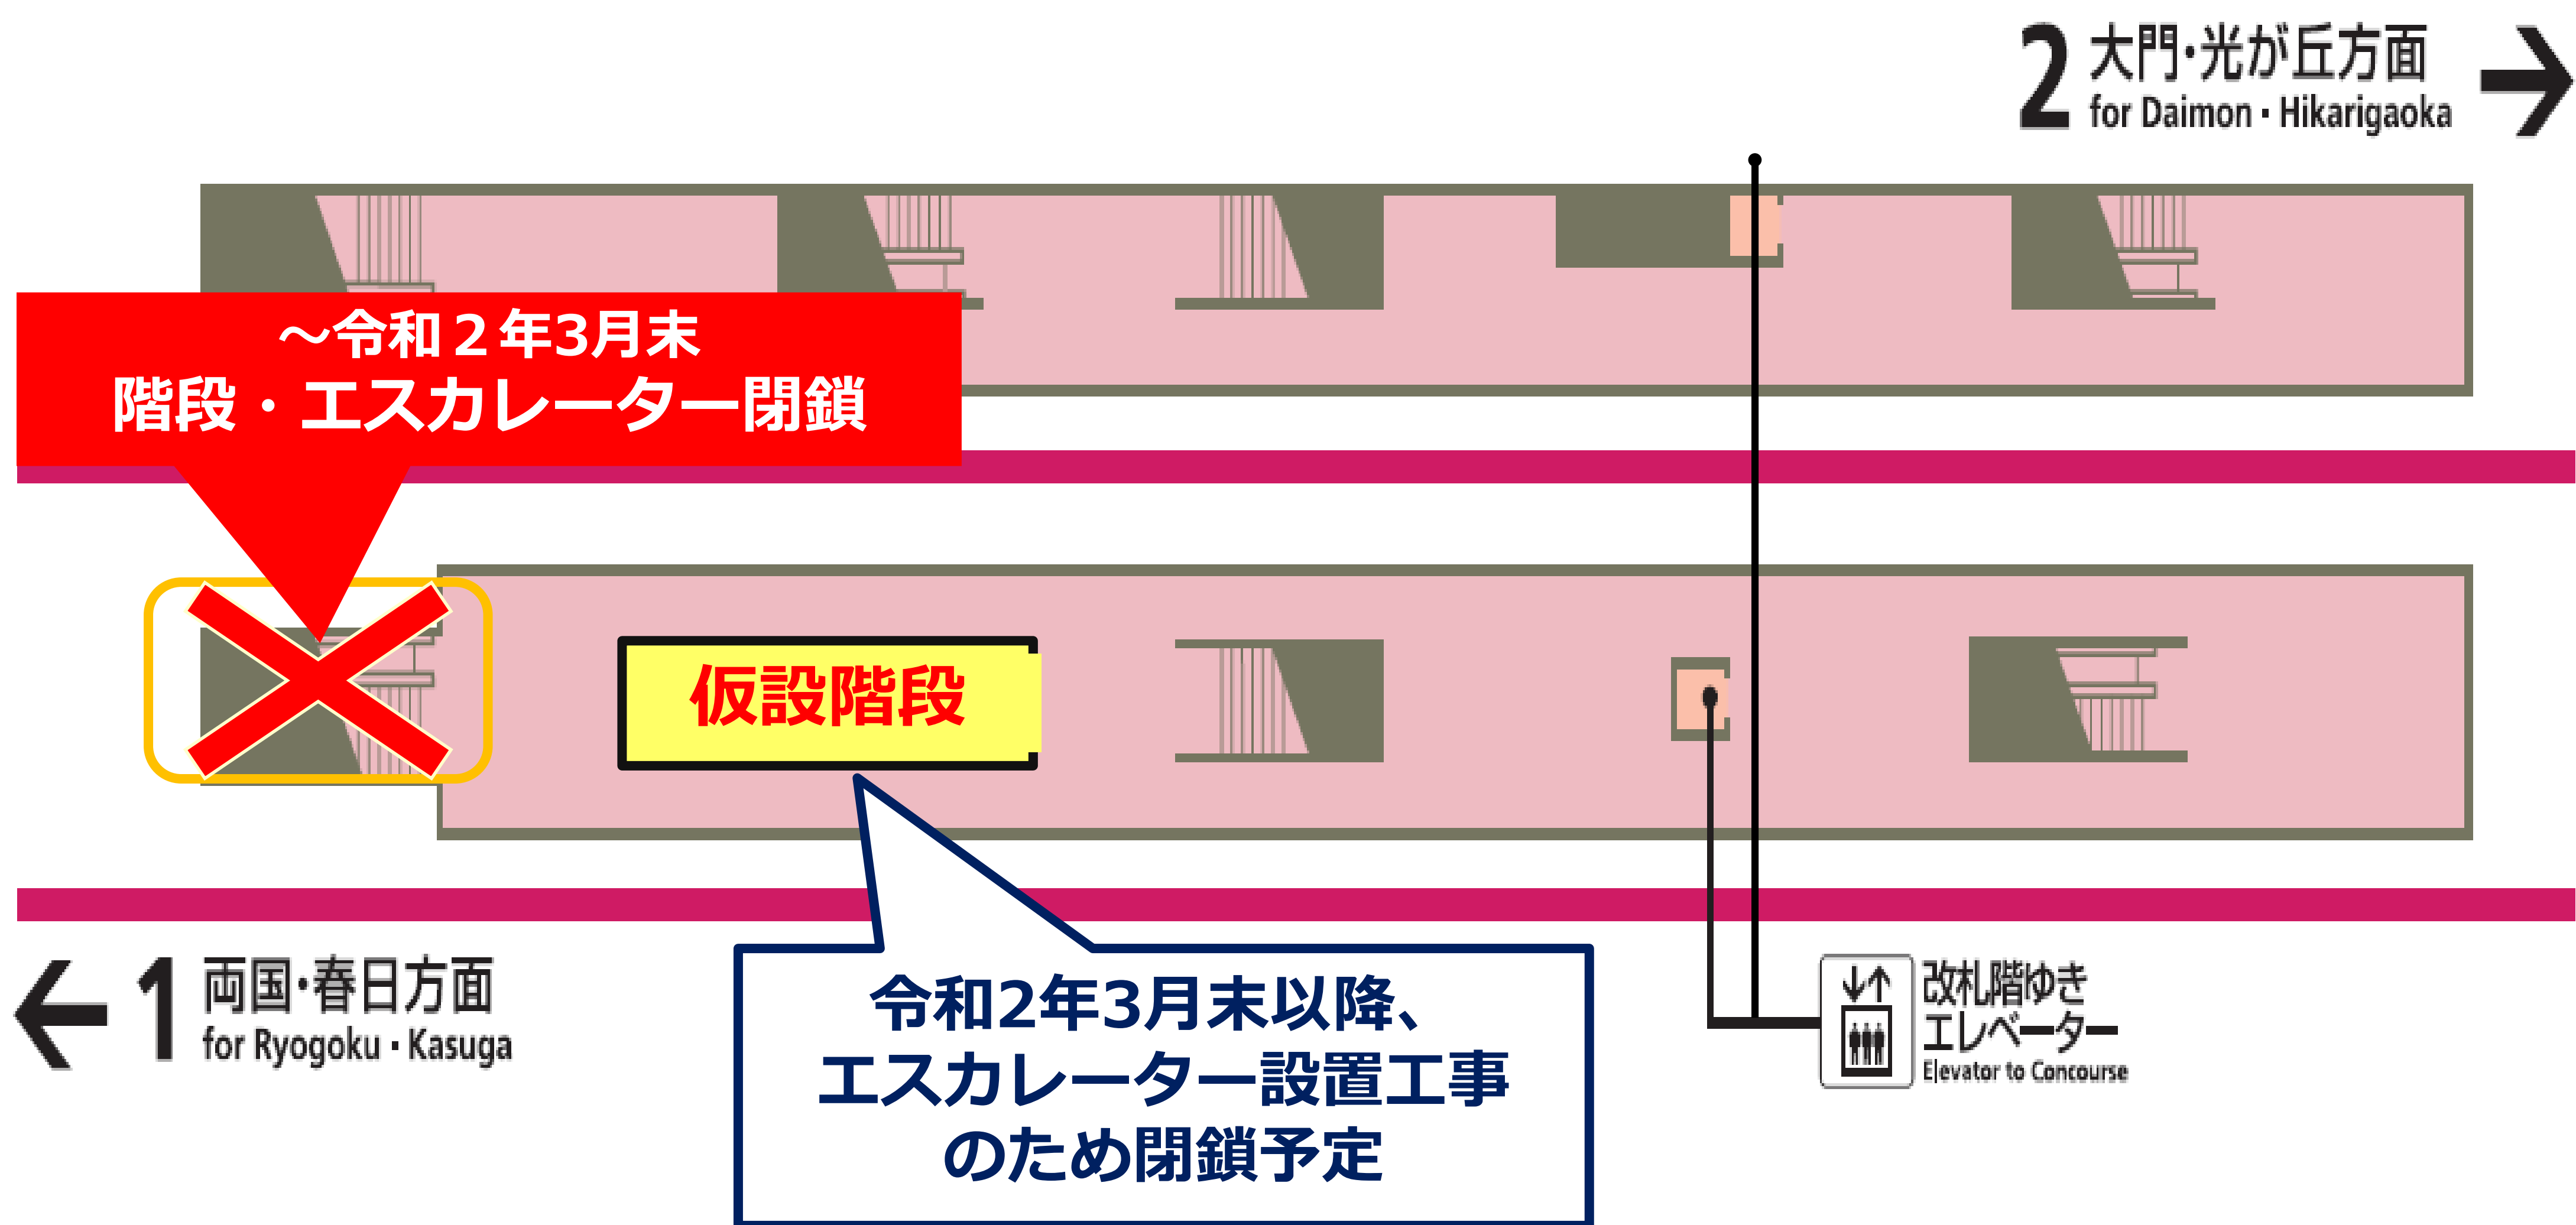 2 大門・光が丘方面
for Daimon・Hikarigaoka
～令和２年3月末
階段・エスカレーター閉鎖
仮設階段
1 両国・春日方面
for Ryogoku・Kasuga
令和2年3月末以降、
エスカレーター設置工事
のため閉鎖予定
改札階ゆき
エレベーター
Elevator to Concourse